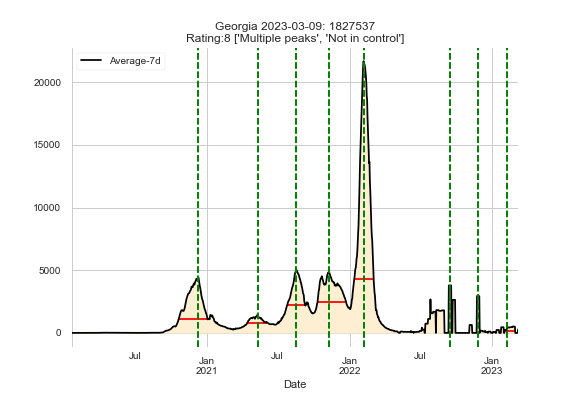 Georgia 2023-03-09: 1827537
Rating:8 ['Multiple peaks', 'Not in control']
Average-7d
20000
15000
10000
5000
0
Jul
Jan
2021
Jul
Jan
2022
Jul
Jan
2023
Date